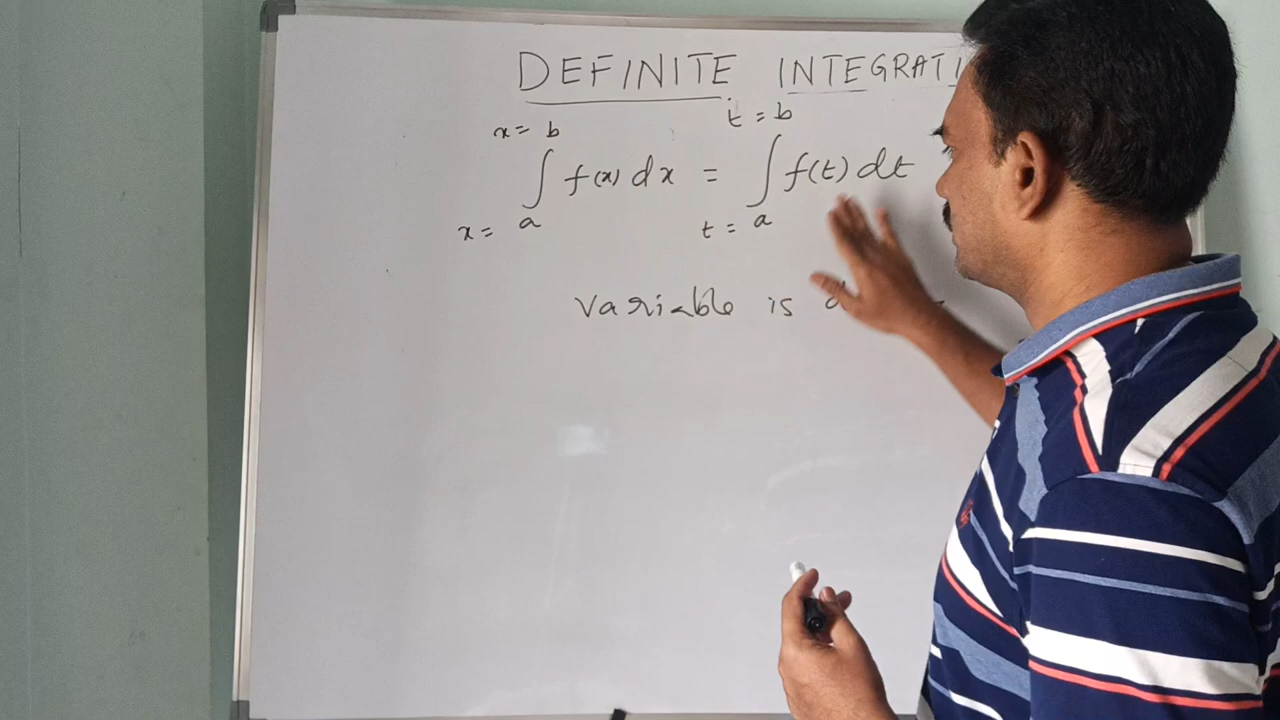 DEFINITE INTEGRATI
x = b t = b
∫ f(x) dx = ∫ f(t) dt
x = a t = a
Variable is